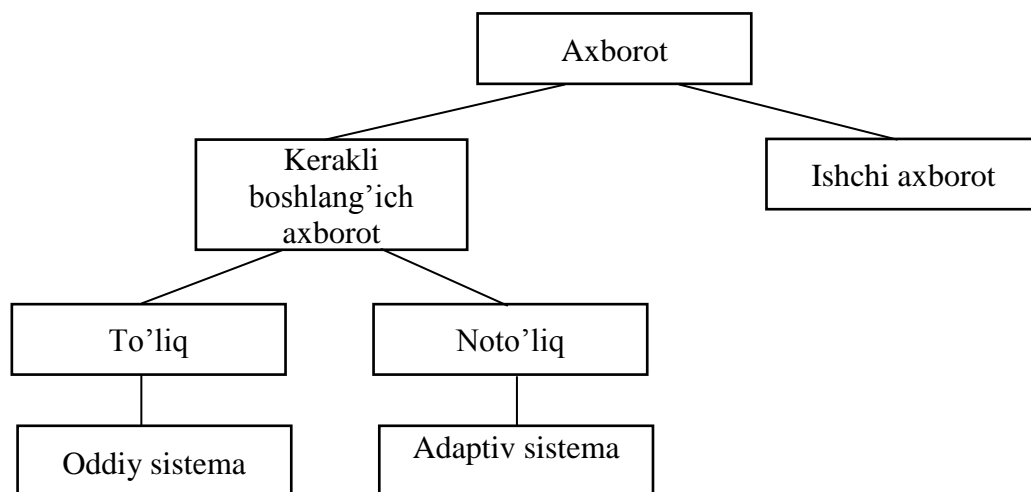 Axborot
Kerakli
boshlang’ich
axborot
Ishchi axborot
To’liq
Noto’liq
Oddiy sistema
Adaptiv sistema